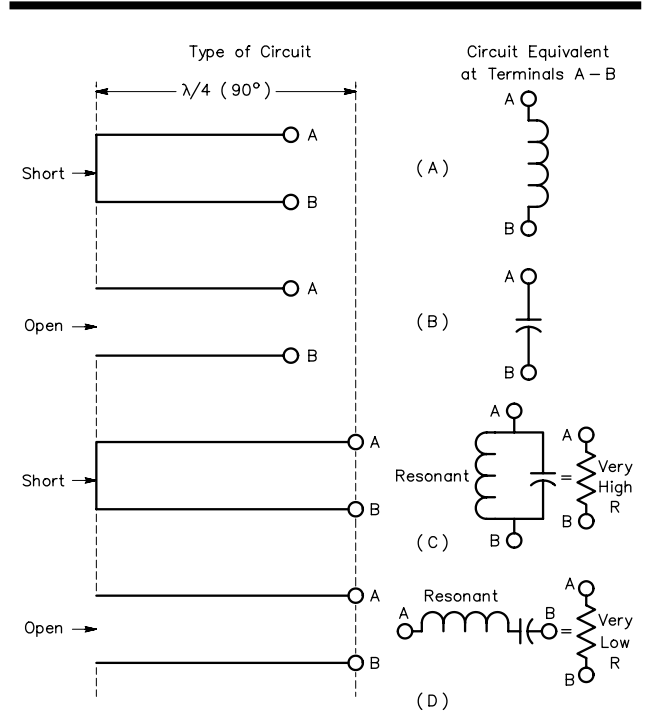 Type of Circuit
Circuit Equivalent
at Terminals A – B
λ/4 (90°)
A
A
Short
(A)
B
B
A
A
Open
(B)
B
B
A
A
A
Resonant
=
Very
High
R
Short
B
B
B
(C)
A
Resonant
A
A
B
=
Very
Low
R
Open
B
B
(D)